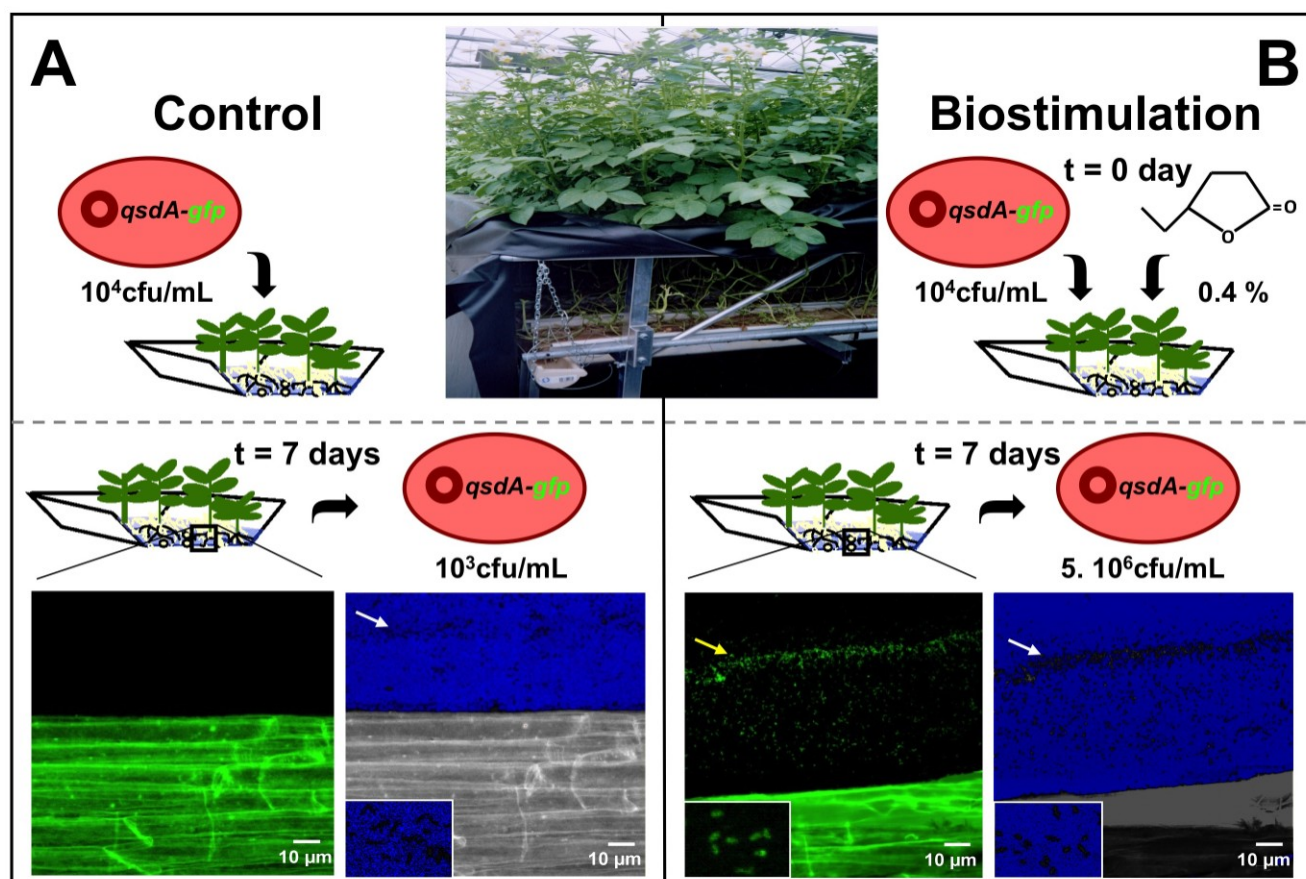 A
Control
qsdA-gfp
10⁴cfu/mL
t = 7 days
qsdA-gfp
10³cfu/mL
10 µm
10 µm
B
Biostimulation
t = 0 day
qsdA-gfp
=O
O
10⁴cfu/mL
0.4 %
t = 7 days
qsdA-gfp
5. 10⁶cfu/mL
10 µm
10 µm